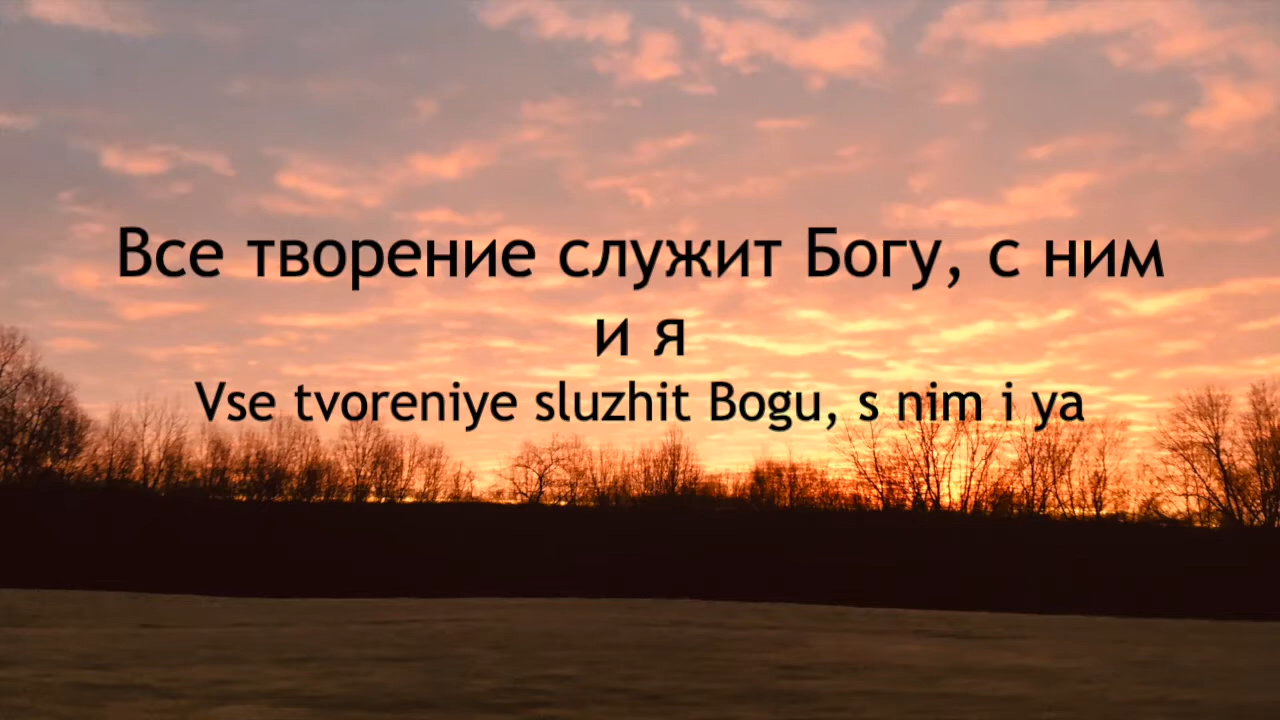 Все творение служит Богу, с ним
и я
Vse tvoreniye sluzhit Bogu, s nim i ya